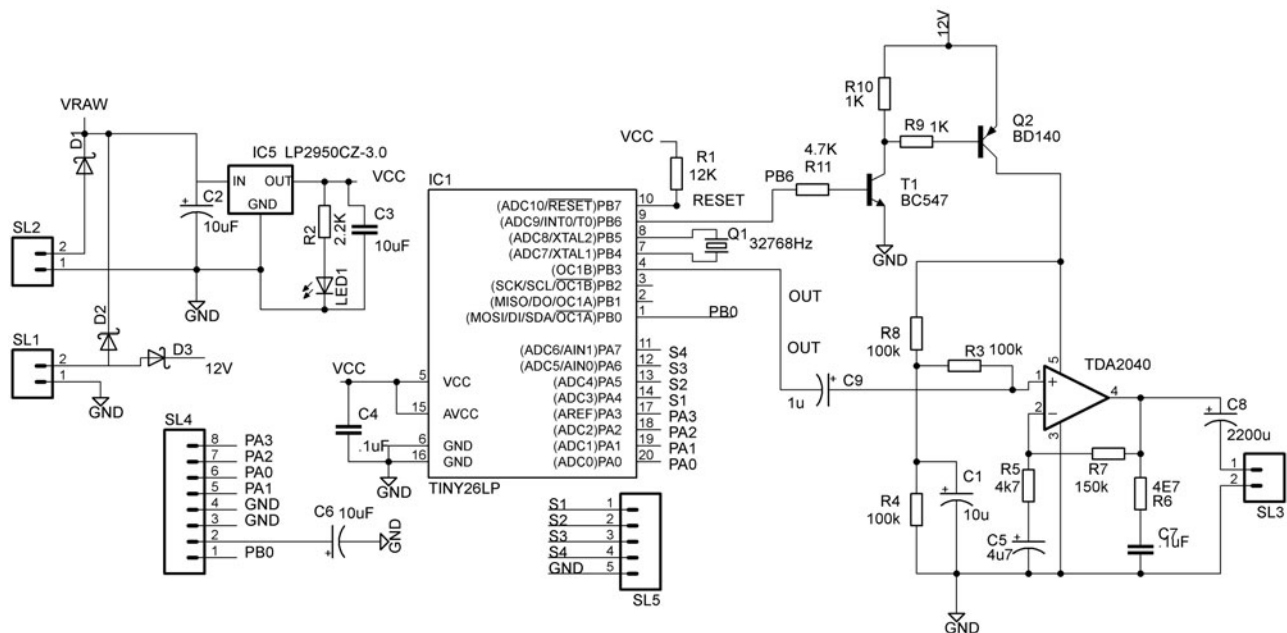 12V
R10
1K
VRAW
D1
R9 1K
Q2
BD140
IC5 LP2950CZ-3.0
VCC
4.7K
R11
R1
12K
IN
OUT
GND
VCC
IC1
PB6
T1
BC547
C2
10uF
R2
2.2K
C3
10uF
(ADC10/RESET)PB7
10
RESET
(ADC9/INT0/T0)PB6
9
(ADC8/XTAL2)PB5
8
Q1
32768Hz
(ADC7/XTAL1)PB4
7
(OC1B)PB3
4
(SCK/SCL/OC1B)PB2
3
(MISO/DO/OC1A)PB1
2
(MOSI/DI/SDA/OC1A)PB0
1
PB0
GND
SL2
2
1
LED1
GND
OUT
D2
SL1
2
1
D3
12V
GND
R8
100k
R3 100k
OUT
C9
1u
(ADC6/AIN1)PA7
11
S4
(ADC5/AIN0)PA6
12
S3
(ADC4)PA5
13
S2
(ADC3)PA4
14
S1
(AREF)PA3
17
PA3
(ADC2)PA2
18
PA2
(ADC1)PA1
19
PA1
(ADC0)PA0
20
PA0
VCC
5
VCC
15
AVCC
6
GND
16
GND
C4
.1uF
GND
TINY26LP
TDA2040
5
1
+
2
−
3
4
C8
2200u
SL4
8
PA3
7
PA2
6
PA0
5
PA1
4
GND
3
GND
2
1
PB0
C6 10uF
GND
R5
4k7
R7
150k
4E7
R6
1
2
SL3
R4
100k
C1
10u
C5
4u7
C7
.1uF
S1
1
S2
2
S3
3
S4
4
GND
5
SL5
GND